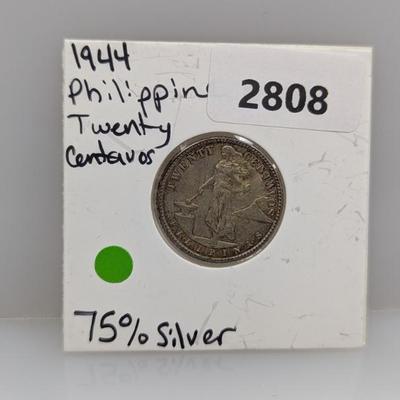 1944
Philippin
2808
Twenty
Centavos
TWENTY CENTAVOS
FILIPINAS
75% Silver